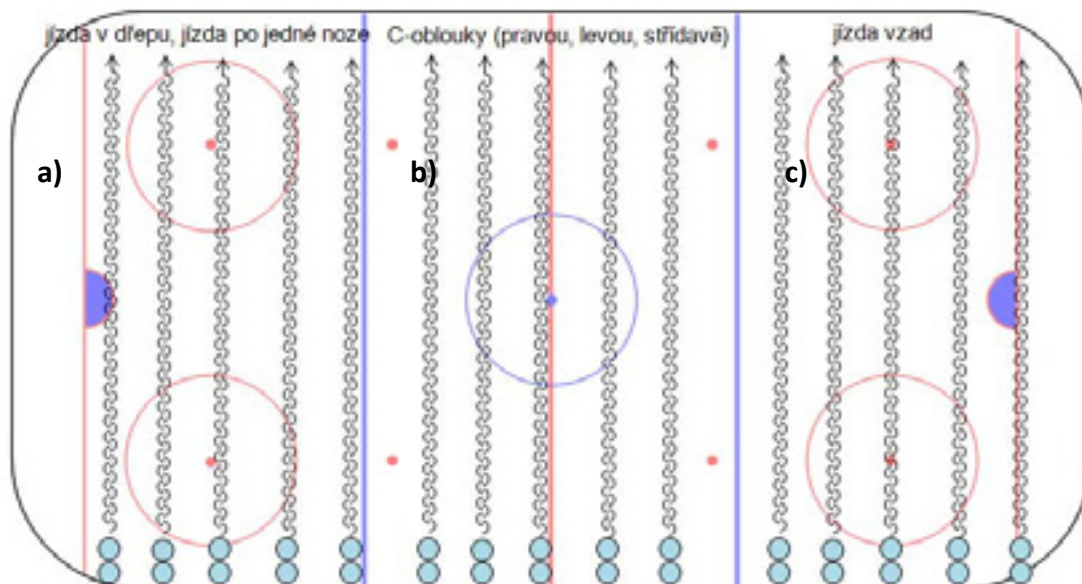 jízda v dřepu, jízda po jedné noze
C-oblouky (pravou, levou, střídavě)
jízda vzad
a)
b)
c)